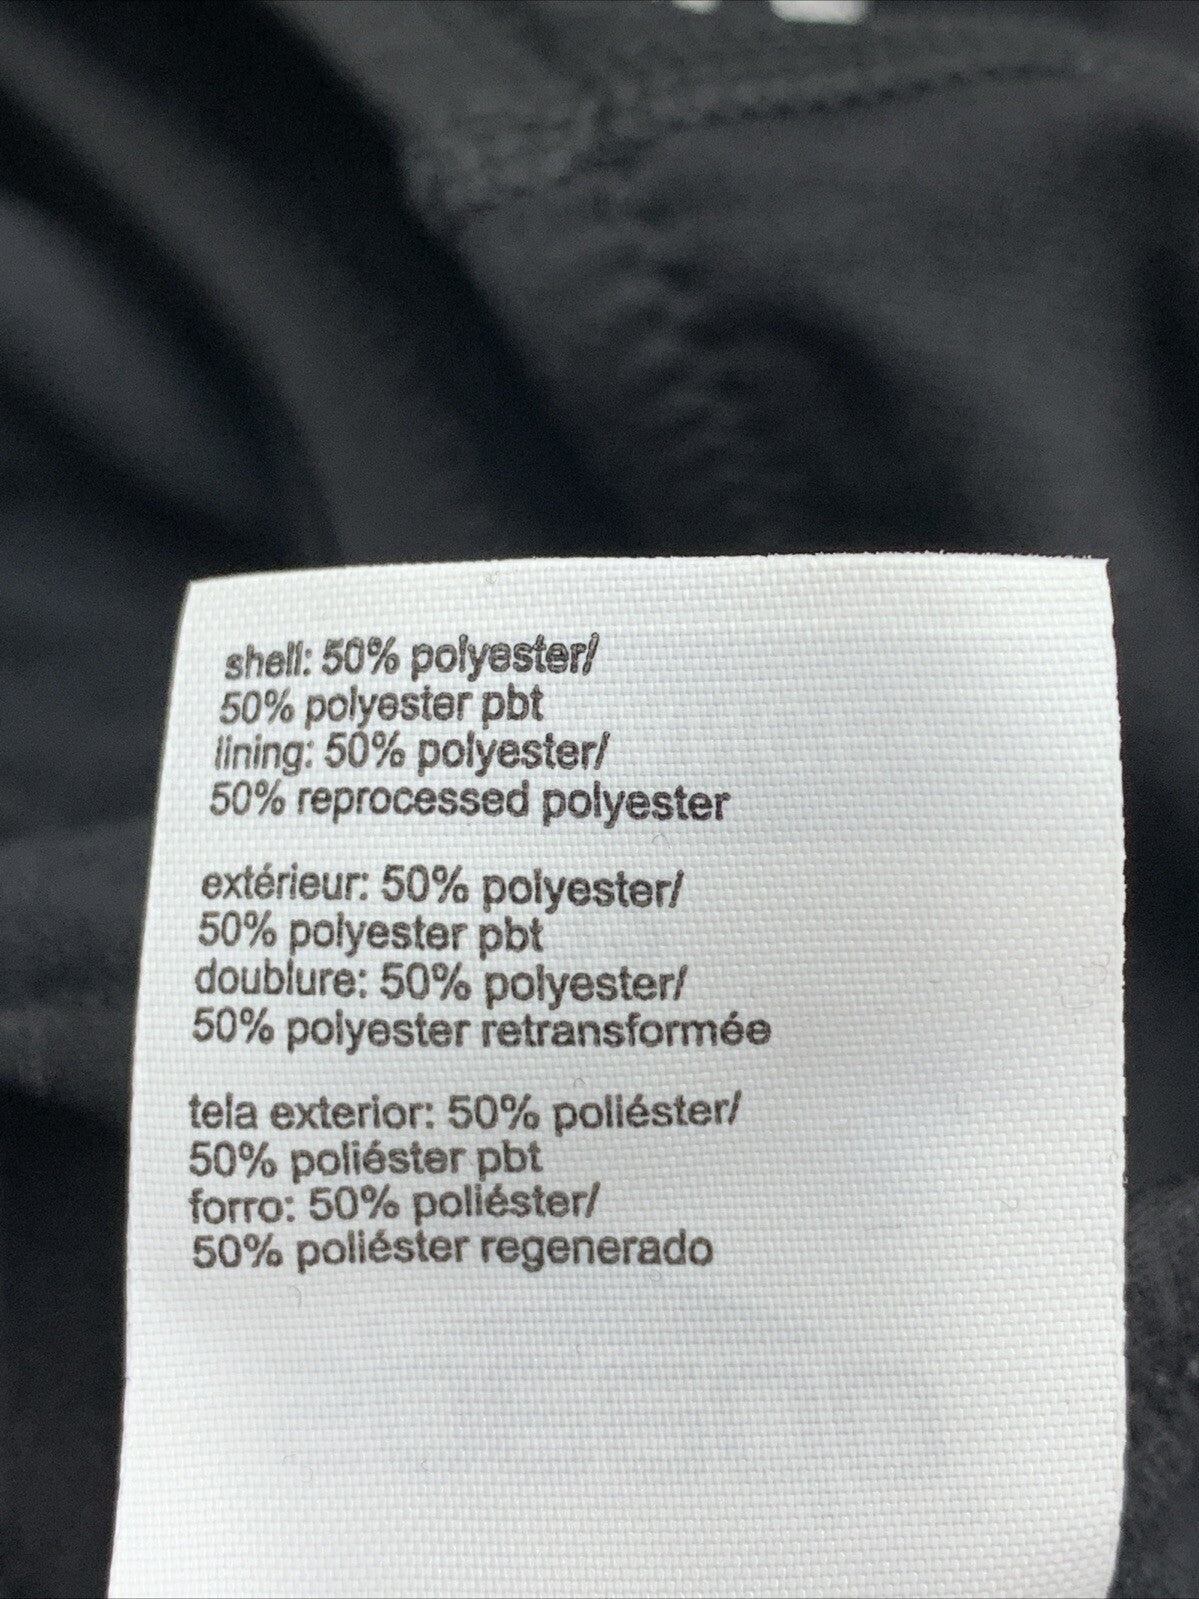 shell: 50% polyester/
50% polyester pbt
lining: 50% polyester/
50% reprocessed polyester
extérieur: 50% polyester/
50% polyester pbt
doublure: 50% polyester/
50% polyester retransformée
tela exterior: 50% poliéster/
50% poliéster pbt
forro: 50% poliéster/
50% poliéster regenerado